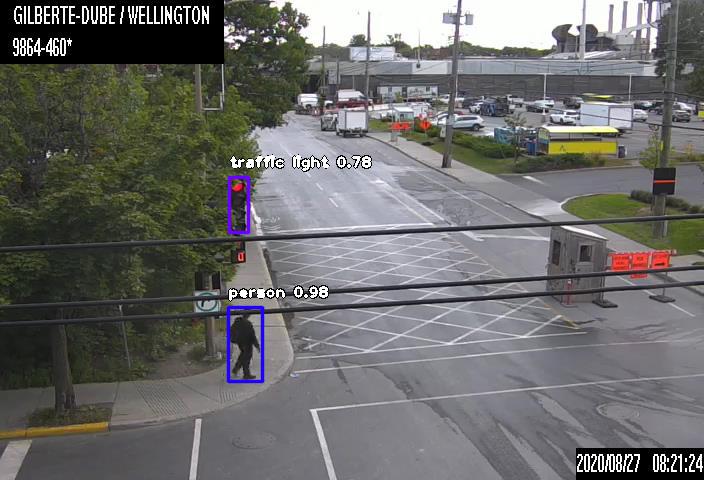 GILBERTE-DUBE / WELLINGTON
9864-460*
traffic light 0.78
person 0.98
2020/08/27 08:21:24